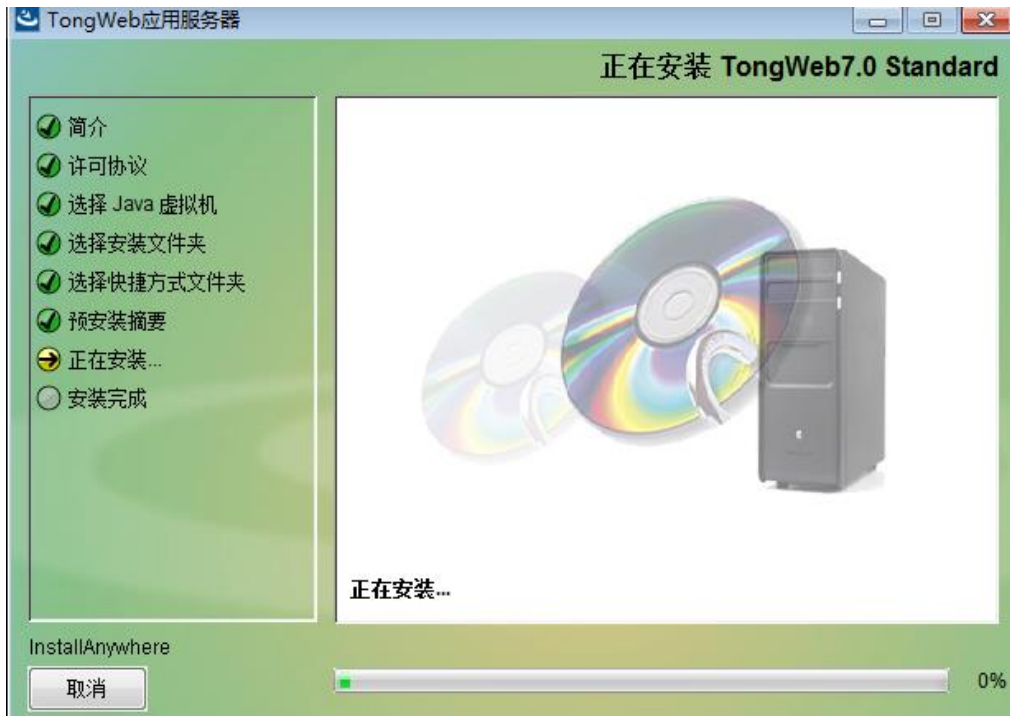 TongWeb应用服务器
正在安装 TongWeb7.0 Standard
简介
许可协议
选择 Java 虚拟机
选择安装文件夹
选择快捷方式文件夹
预安装摘要
正在安装...
安装完成
正在安装...
InstallAnywhere
取消
0%